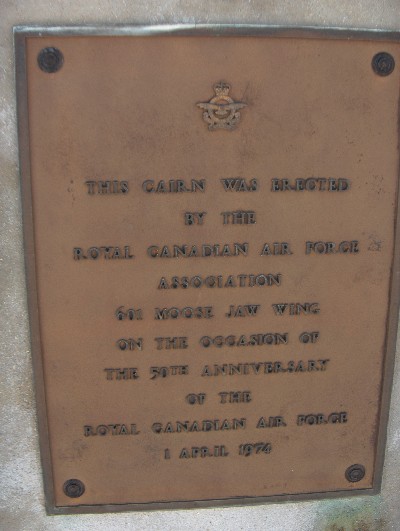 THIS CAIRN WAS ERECTED
BY THE
ROYAL CANADIAN AIR FORCE
ASSOCIATION
601 MOOSE JAW WING
ON THE OCCASION OF
THE 50TH ANNIVERSARY
OF THE
ROYAL CANADIAN AIR FORCE
1 APRIL 1974